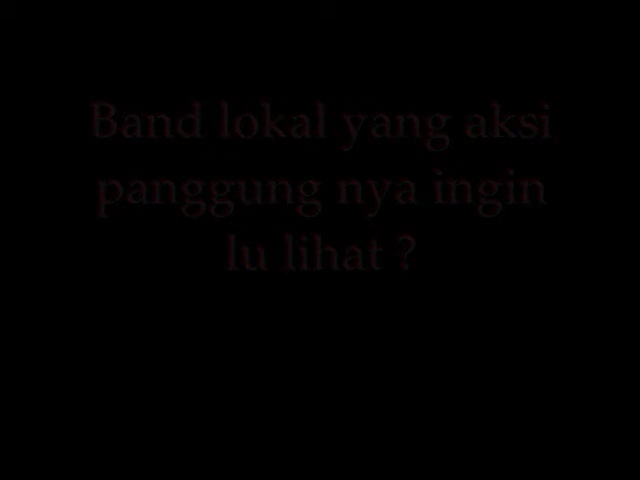 Band lokal yang aksi
panggung nya ingin
lu lihat ?